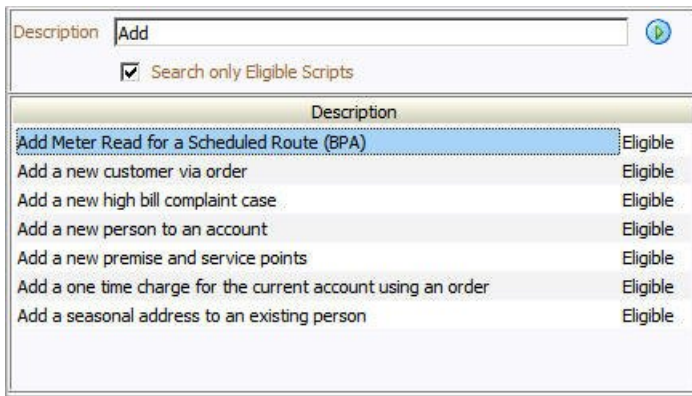 Description Add
Search only Eligible Scripts
Description
Add Meter Read for a Scheduled Route (BPA) Eligible
Add a new customer via order Eligible
Add a new high bill complaint case Eligible
Add a new person to an account Eligible
Add a new premise and service points Eligible
Add a one time charge for the current account using an order Eligible
Add a seasonal address to an existing person Eligible